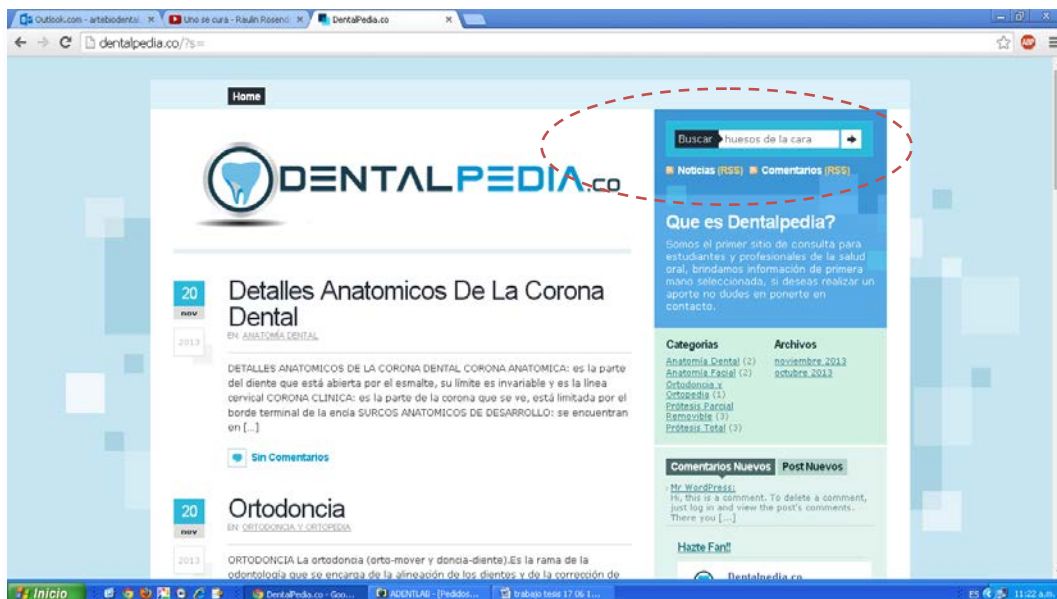 Outlook.com - artebiodental.
Uno se cura - Raulin Rosend
DentalPedia.co
dentalpedia.co/?s=
ABP
Home
Buscar huesos de la cara
Noticias (RSS) Comentarios (RSS)
DENTALPEDIA.co
Que es Dentalpedia?
Somos el primer sitio de consulta para
estudiantes y profesionales de la salud
oral, brindamos información de primera
mano seleccionada, si deseas realizar un
aporte no dudes en ponerte en
contacto.
20
nov
2013
Detalles Anatomicos De La Corona
Dental
EN ANATOMÍA DENTAL
DETALLES ANATOMICOS DE LA CORONA DENTAL CORONA ANATOMICA: es la parte
del diente que está abierta por el esmalte, su limite es invariable y es la linea
cervical CORONA CLINICA: es la parte de la corona que se ve, está limitada por el
borde terminal de la encia SURCOS ANATOMICOS DE DESARROLLO: se encuentran
en [...]
Sin Comentarios
Categorias
Anatomía Dental (2)
Anatomía Facial (2)
Ortodoncia y
Ortopedia (1)
Prótesis Parcial
Removible (3)
Prótesis Total (3)
Archivos
noviembre 2013
octubre 2013
Comentarios Nuevos Post Nuevos
Mr WordPress:
Hi, this is a comment. To delete a comment,
just log in and view the post's comments.
There you [...]
Hazte Fan!!
Dentalpedia.co
20
nov
2013
Ortodoncia
EN ORTODONCIA Y ORTOPEDIA
ORTODONCIA La ortodoncia (orto-mover y doncia-diente).Es la rama de la
odontología que se encarga de la alineación de los dientes y de la corrección de
Inicio
DentalPedia.co - Goo...
ADENTLAB - [Pedidos...
trabajo tesis 17 06 1...
ES
11:22 a.m.